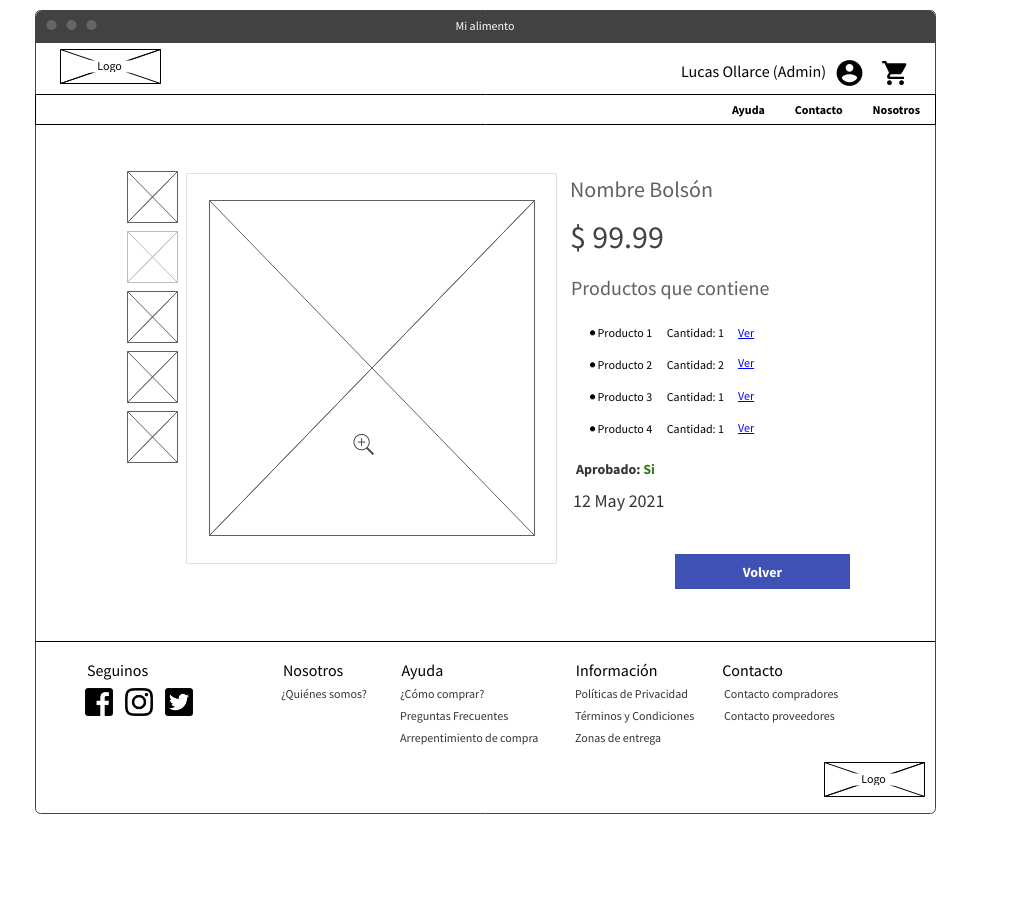 Mi alimento
Logo
Lucas Ollarce (Admin)
Ayuda Contacto Nosotros
Nombre Bolsón
$ 99.99
Productos que contiene
Producto 1 Cantidad: 1 Ver
Producto 2 Cantidad: 2 Ver
Producto 3 Cantidad: 1 Ver
Producto 4 Cantidad: 1 Ver
Aprobado: Si
12 May 2021
Volver
Seguinos Nosotros Ayuda Información Contacto
¿Quiénes somos? ¿Cómo comprar? Políticas de Privacidad Contacto compradores
Preguntas Frecuentes Términos y Condiciones Contacto proveedores
Arrepentimiento de compra Zonas de entrega
Logo